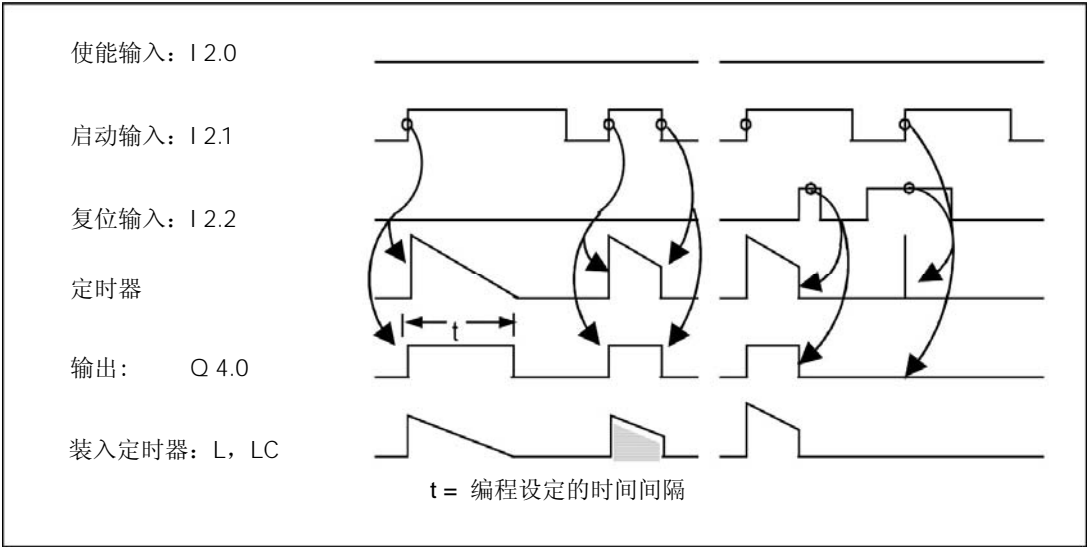 使能输入：I 2.0
启动输入：I 2.1
复位输入：I 2.2
定时器
t
输出: Q 4.0
装入定时器：L，LC
t = 编程设定的时间间隔